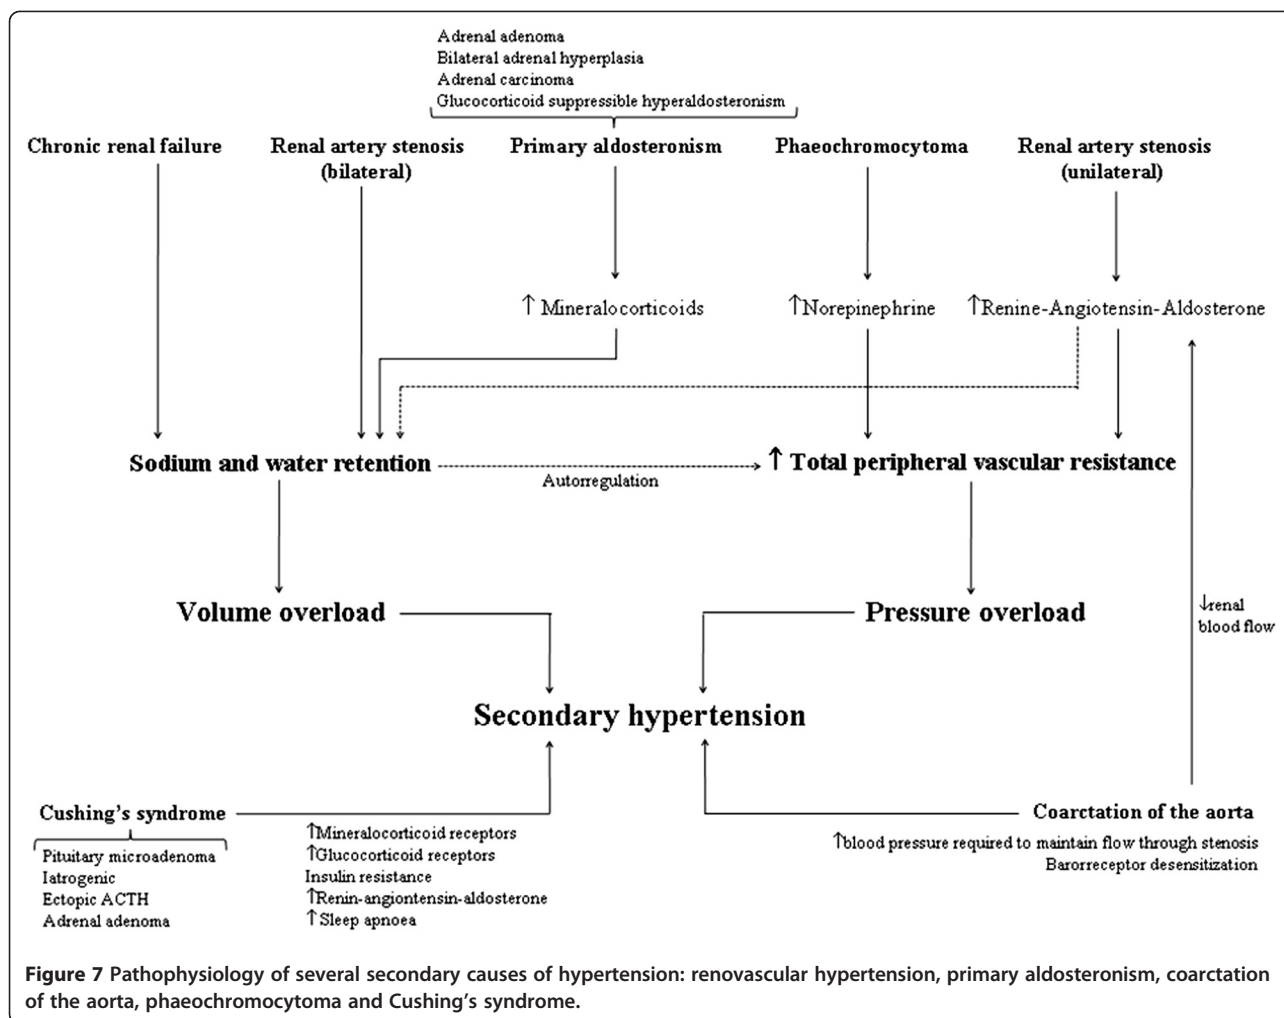 Adrenal adenoma
Bilateral adrenal hyperplasia
Adrenal carcinoma
Glucocorticoid suppressible hyperaldosteronism
Chronic renal failure
Renal artery stenosis
(bilateral)
Primary aldosteronism
Phaeochromocytoma
Renal artery stenosis
(unilateral)
↑ Mineralocorticoids
↑Norepinephrine
↑Renine-Angiotensin-Aldosterone
Sodium and water retention
Autorregulation
↑ Total peripheral vascular resistance
Volume overload
Pressure overload
↓renal
blood flow
Secondary hypertension
Cushing's syndrome
Pituitary microadenoma
Iatrogenic
Ectopic ACTH
Adrenal adenoma
↑Mineralocorticoid receptors
↑Glucocorticoid receptors
Insulin resistance
↑Renin-angiontensin-aldosterone
↑Sleep apnoea
Coarctation of the aorta
↑blood pressure required to maintain flow through stenosis
Barorreceptor desensitization
Figure 7 Pathophysiology of several secondary causes of hypertension: renovascular hypertension, primary aldosteronism, coarctation
of the aorta, phaeochromocytoma and Cushing's syndrome.